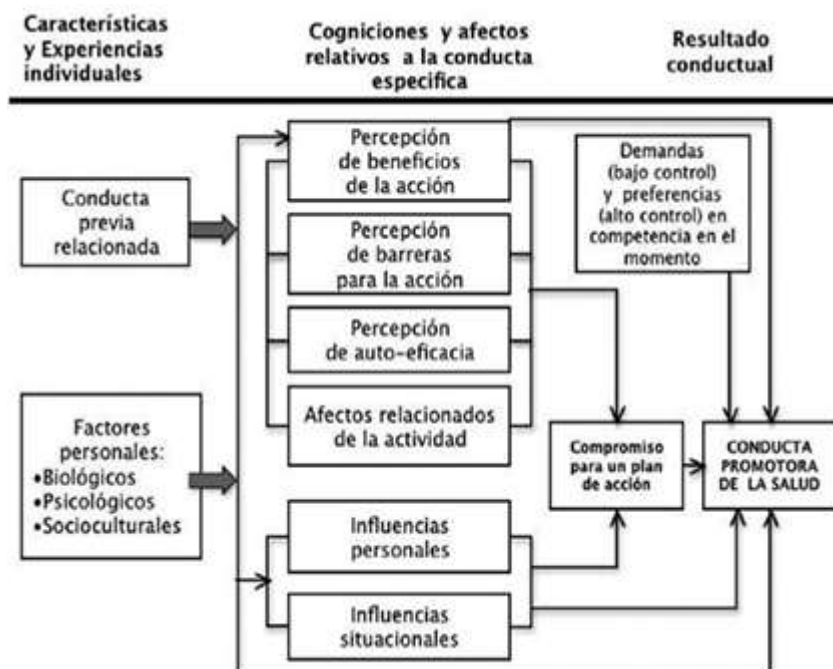 Características
y Experiencias
individuales
Cogniciones y afectos
relativos a la conducta
especifica
Resultado
conductual
Conducta
previa
relacionada
Factores
personales:
•Biológicos
•Psicológicos
•Socioculturales
Percepción
de beneficios
de la acción
Percepción
de barreras
para la acción
Percepción
de auto-eficacia
Afectos relacionados
de la actividad
Influencias
personales
Influencias
situacionales
Demandas
(bajo control)
y preferencias
(alto control) en
competencia en el
momento
Compromiso
para un plan
de acción
CONDUCTA
PROMOTORA
DE LA SALUD